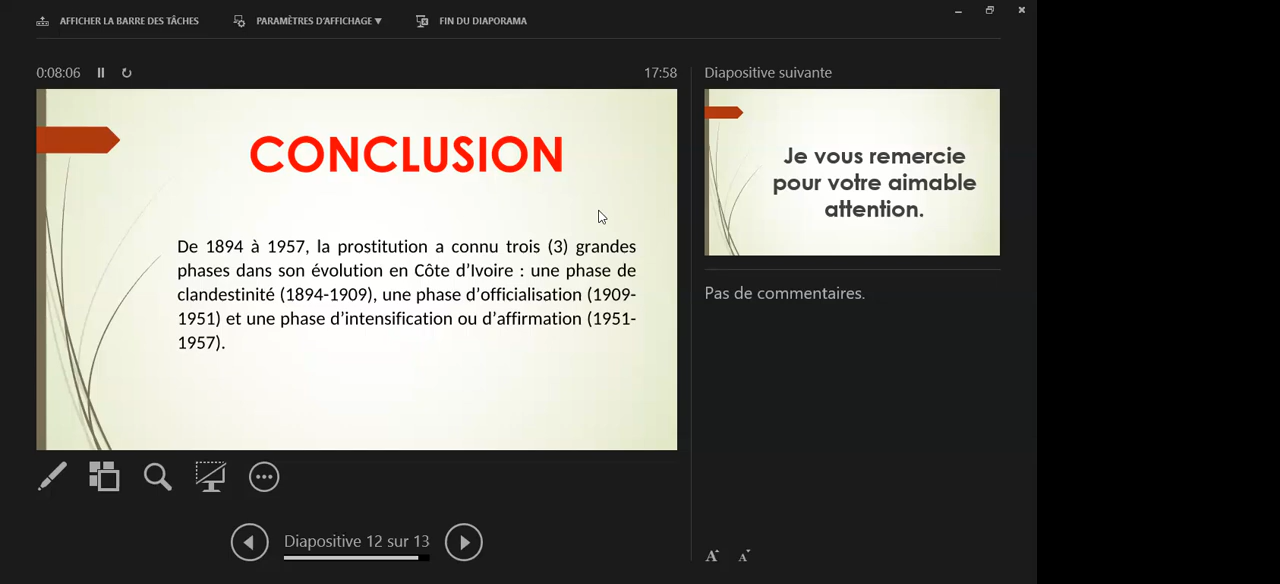 AFFICHER LA BARRE DES TÂCHES
PARAMÈTRES D'AFFICHAGE ▼
FIN DU DIAPORAMA
0:08:06
17:58
CONCLUSION
De 1894 à 1957, la prostitution a connu trois (3) grandes
phases dans son évolution en Côte d'Ivoire : une phase de
clandestinité (1894-1909), une phase d'officialisation (1909-
1951) et une phase d'intensification ou d'affirmation (1951-
1957).
Diapositive 12 sur 13
Diapositive suivante
Je vous remercie
pour votre aimable
attention.
Pas de commentaires.
A A